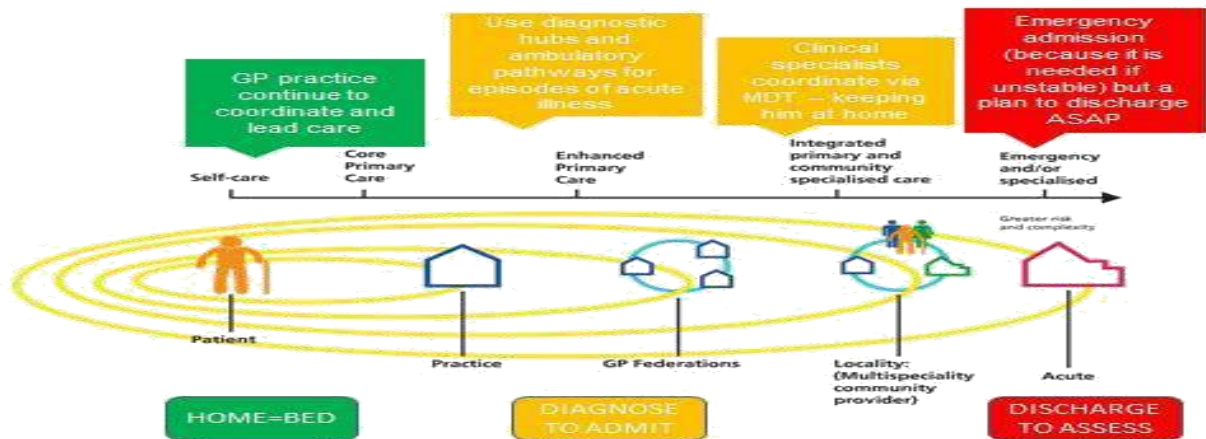 GP practice
continue to
coordinate and
lead care
Use diagnostic
hubs and
ambulatory
pathways for
episodes of acute
illness
Clinical
specialists
coordinate via
MDT – keeping
him at home
Emergency
admission
(because it is
needed if
unstable) but a
plan to discharge
ASAP
Self-care
Core
Primary
Care
Enhanced
Primary
Care
Integrated
primary and
community
specialised care
Emergency
and/or
specialised
Greater risk
and complexity
Patient
Practice
GP Federations
Locality:
(Multispeciality
community
provider)
Acute
HOME=BED
DIAGNOSE
TO ADMIT
DISCHARGE
TO ASSESS